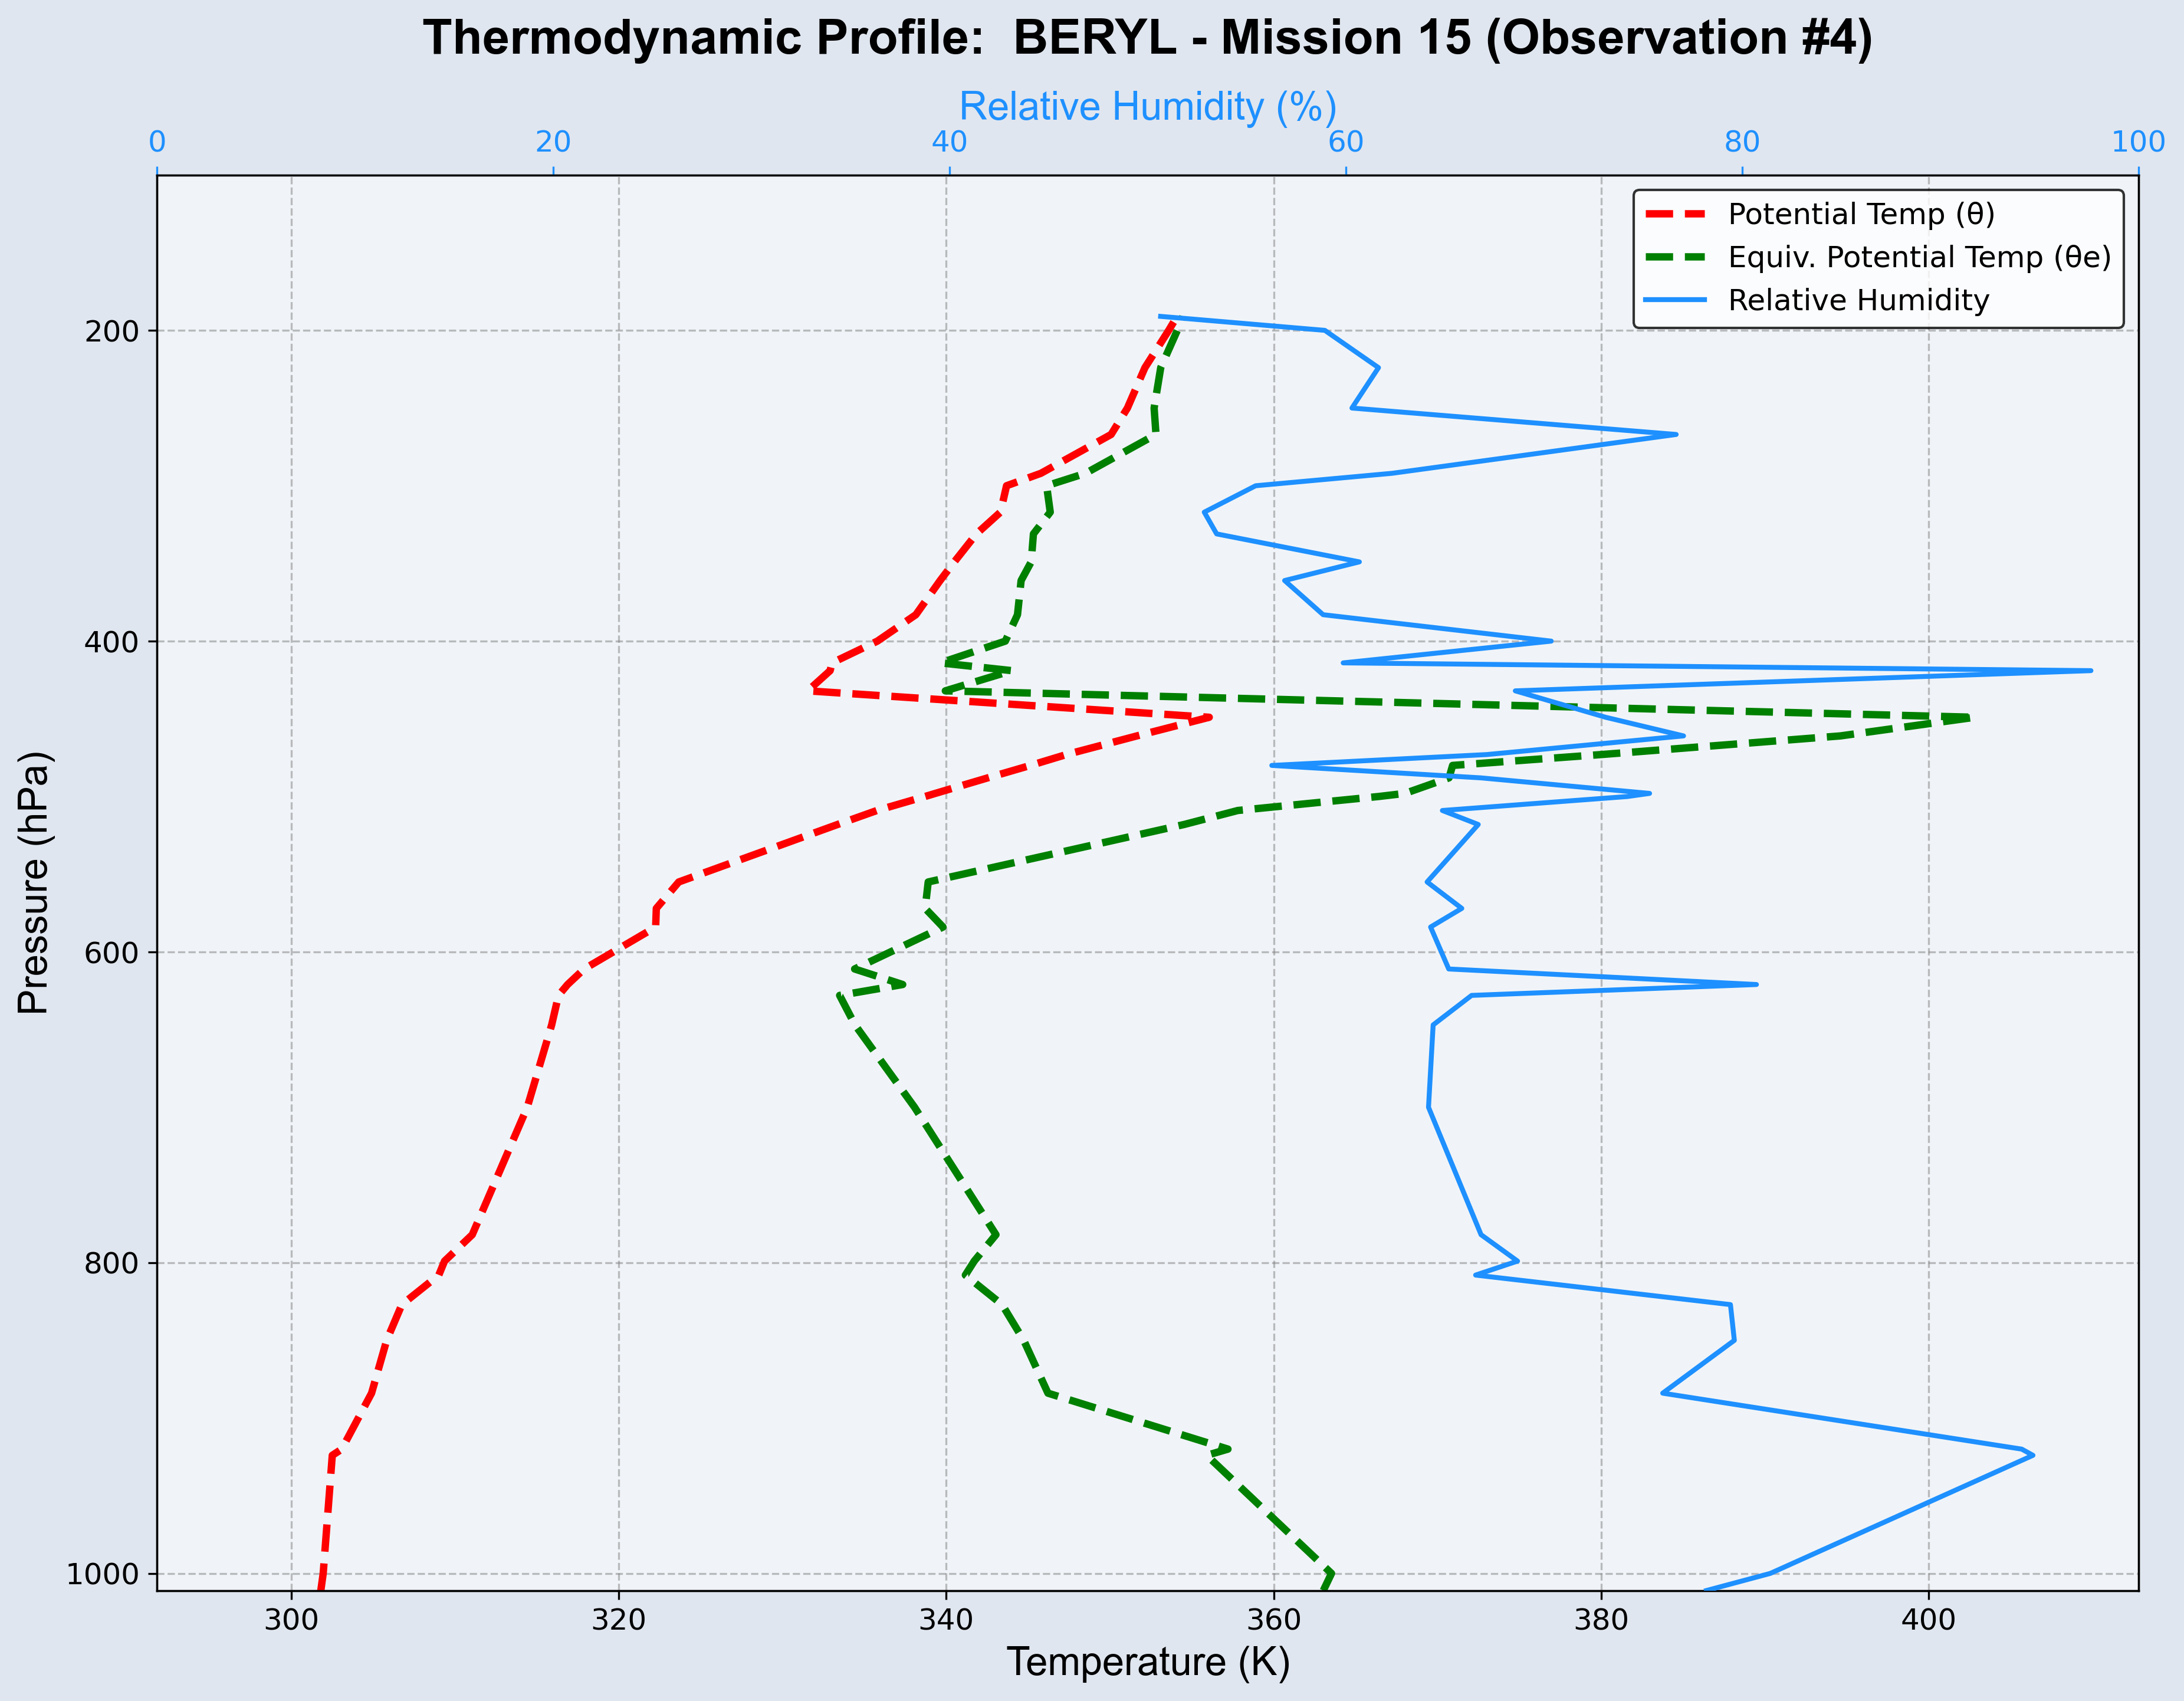 Thermodynamic Profile:  BERYL - Mission 15 (Observation #4)
Relative Humidity (%)
0 20 40 60 80 100
Potential Temp (θ)
Equiv. Potential Temp (θe)
Relative Humidity
Pressure (hPa)
200
400
600
800
1000
300 320 340 360 380 400
Temperature (K)